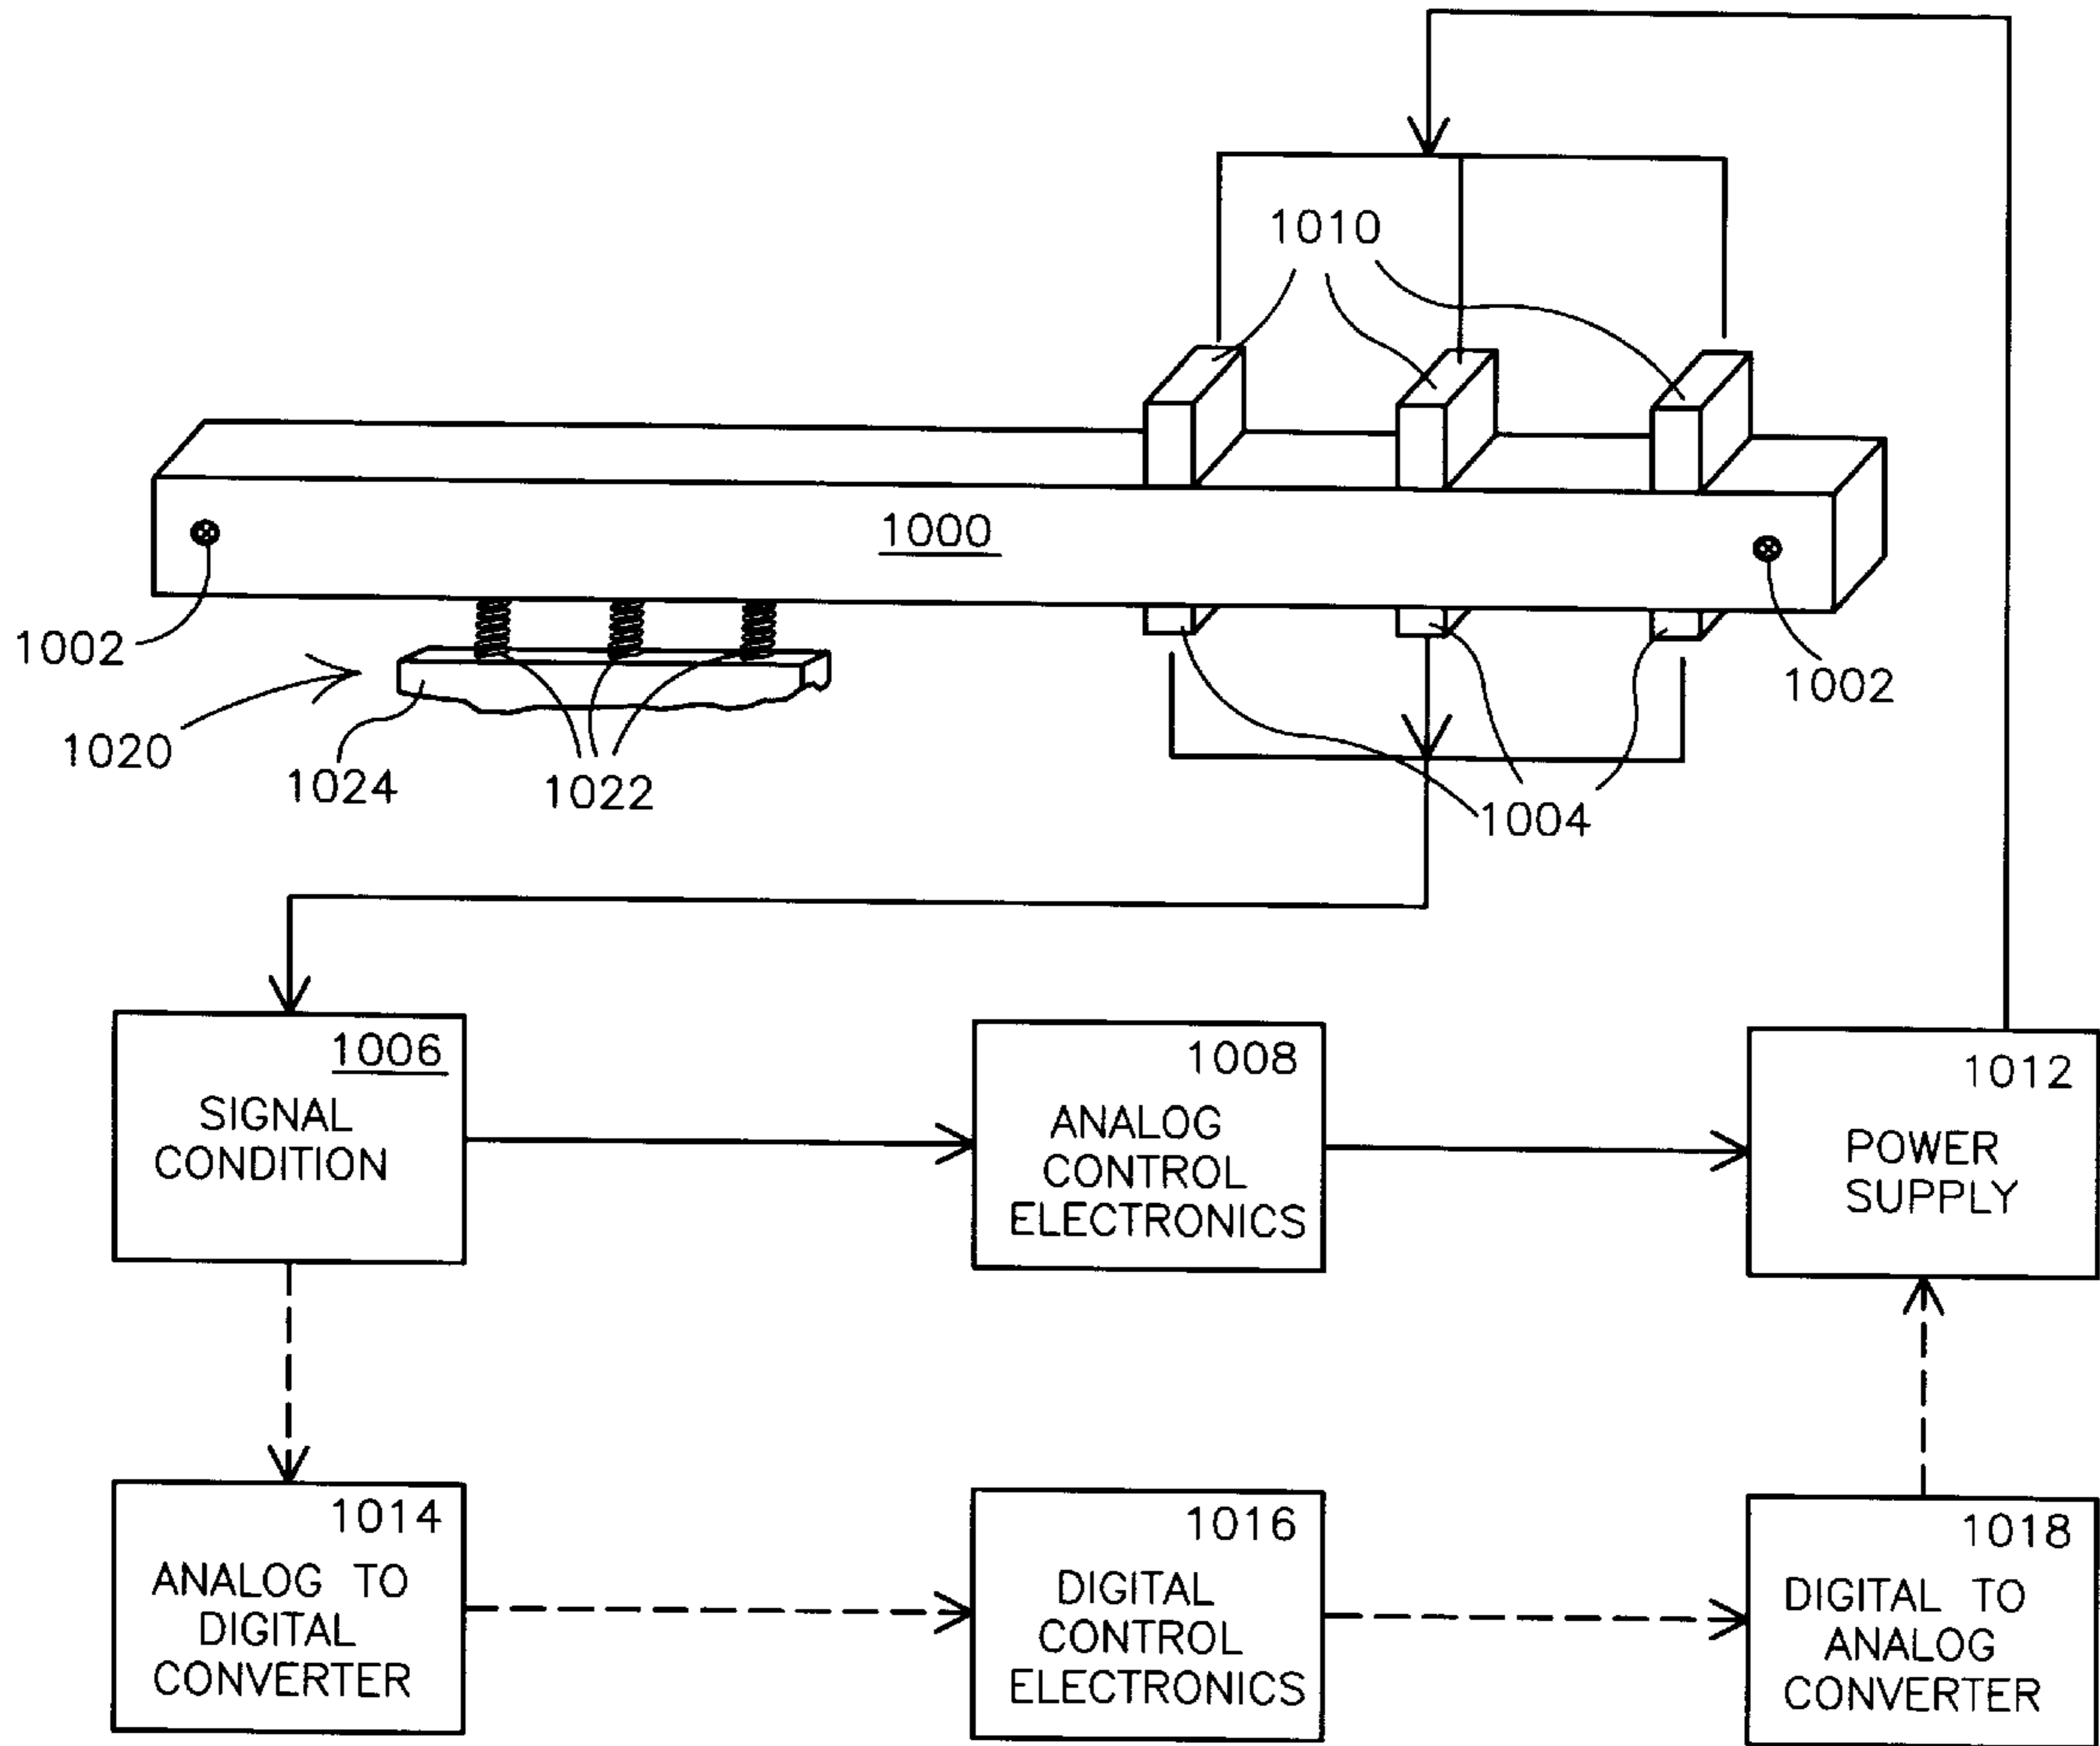 1010
1000
1002
1002
1020
1024
1022
1004
1006
SIGNAL
CONDITION
1008
ANALOG
CONTROL
ELECTRONICS
1012
POWER
SUPPLY
1014
ANALOG TO
DIGITAL
CONVERTER
1016
DIGITAL
CONTROL
ELECTRONICS
1018
DIGITAL TO
ANALOG
CONVERTER